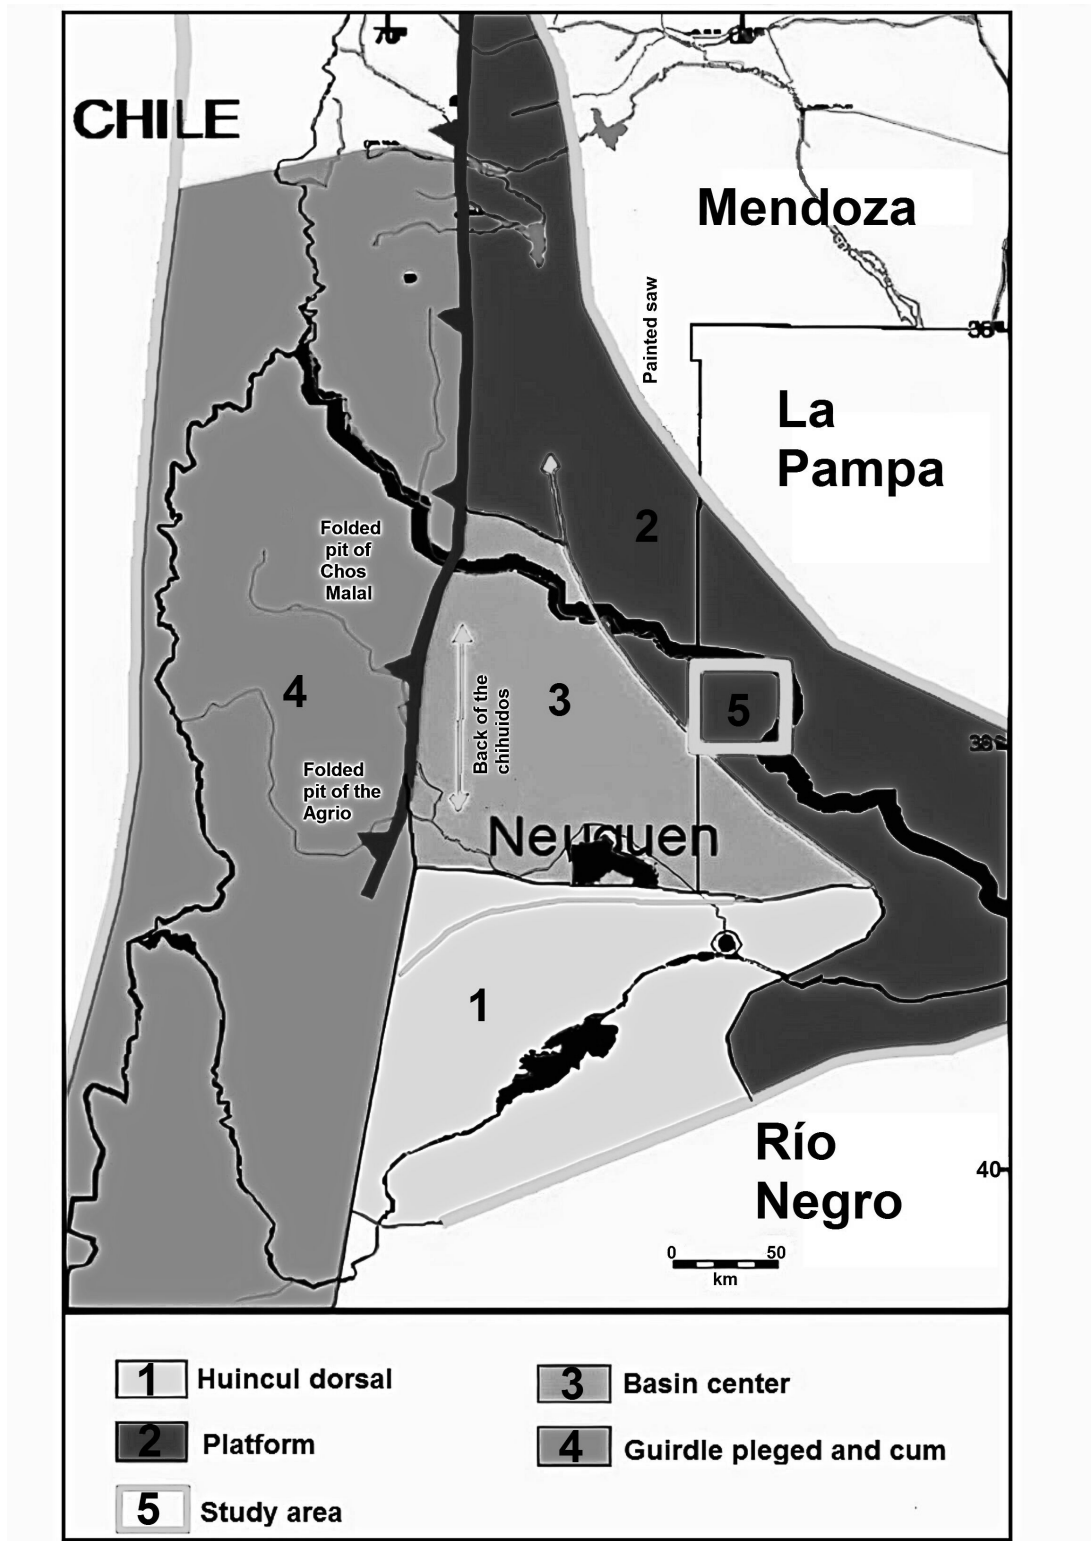 70°
CHILE
Mendoza
Painted saw
36°
La
Pampa
2
Folded
pit of
Chos
Malal
4
3
5
Back of the
chihuidos
38°
Folded
pit of the
Agrio
Neuquen
1
Río
Negro
40
0 50
km
1 Huincul dorsal
3 Basin center
2 Platform
4 Guirdle pleged and cum
5 Study area